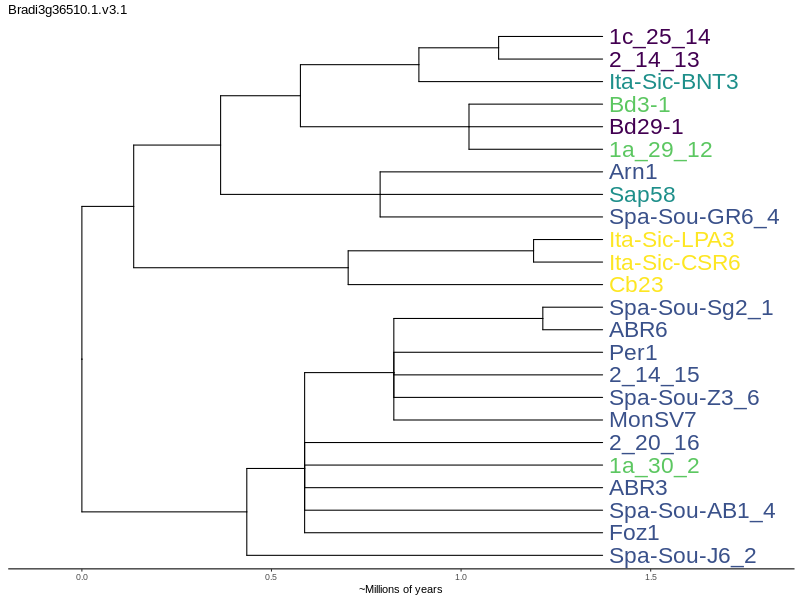 Bradi3g36510.1.v3.1
1c_25_14
2_14_13
Ita-Sic-BNT3
Bd3-1
Bd29-1
1a_29_12
Arn1
Sap58
Spa-Sou-GR6_4
Ita-Sic-LPA3
Ita-Sic-CSR6
Cb23
Spa-Sou-Sg2_1
ABR6
Per1
2_14_15
Spa-Sou-Z3_6
MonSV7
2_20_16
1a_30_2
ABR3
Spa-Sou-AB1_4
Foz1
Spa-Sou-J6_2
0.0 0.5 1.0 1.5
~Millions of years